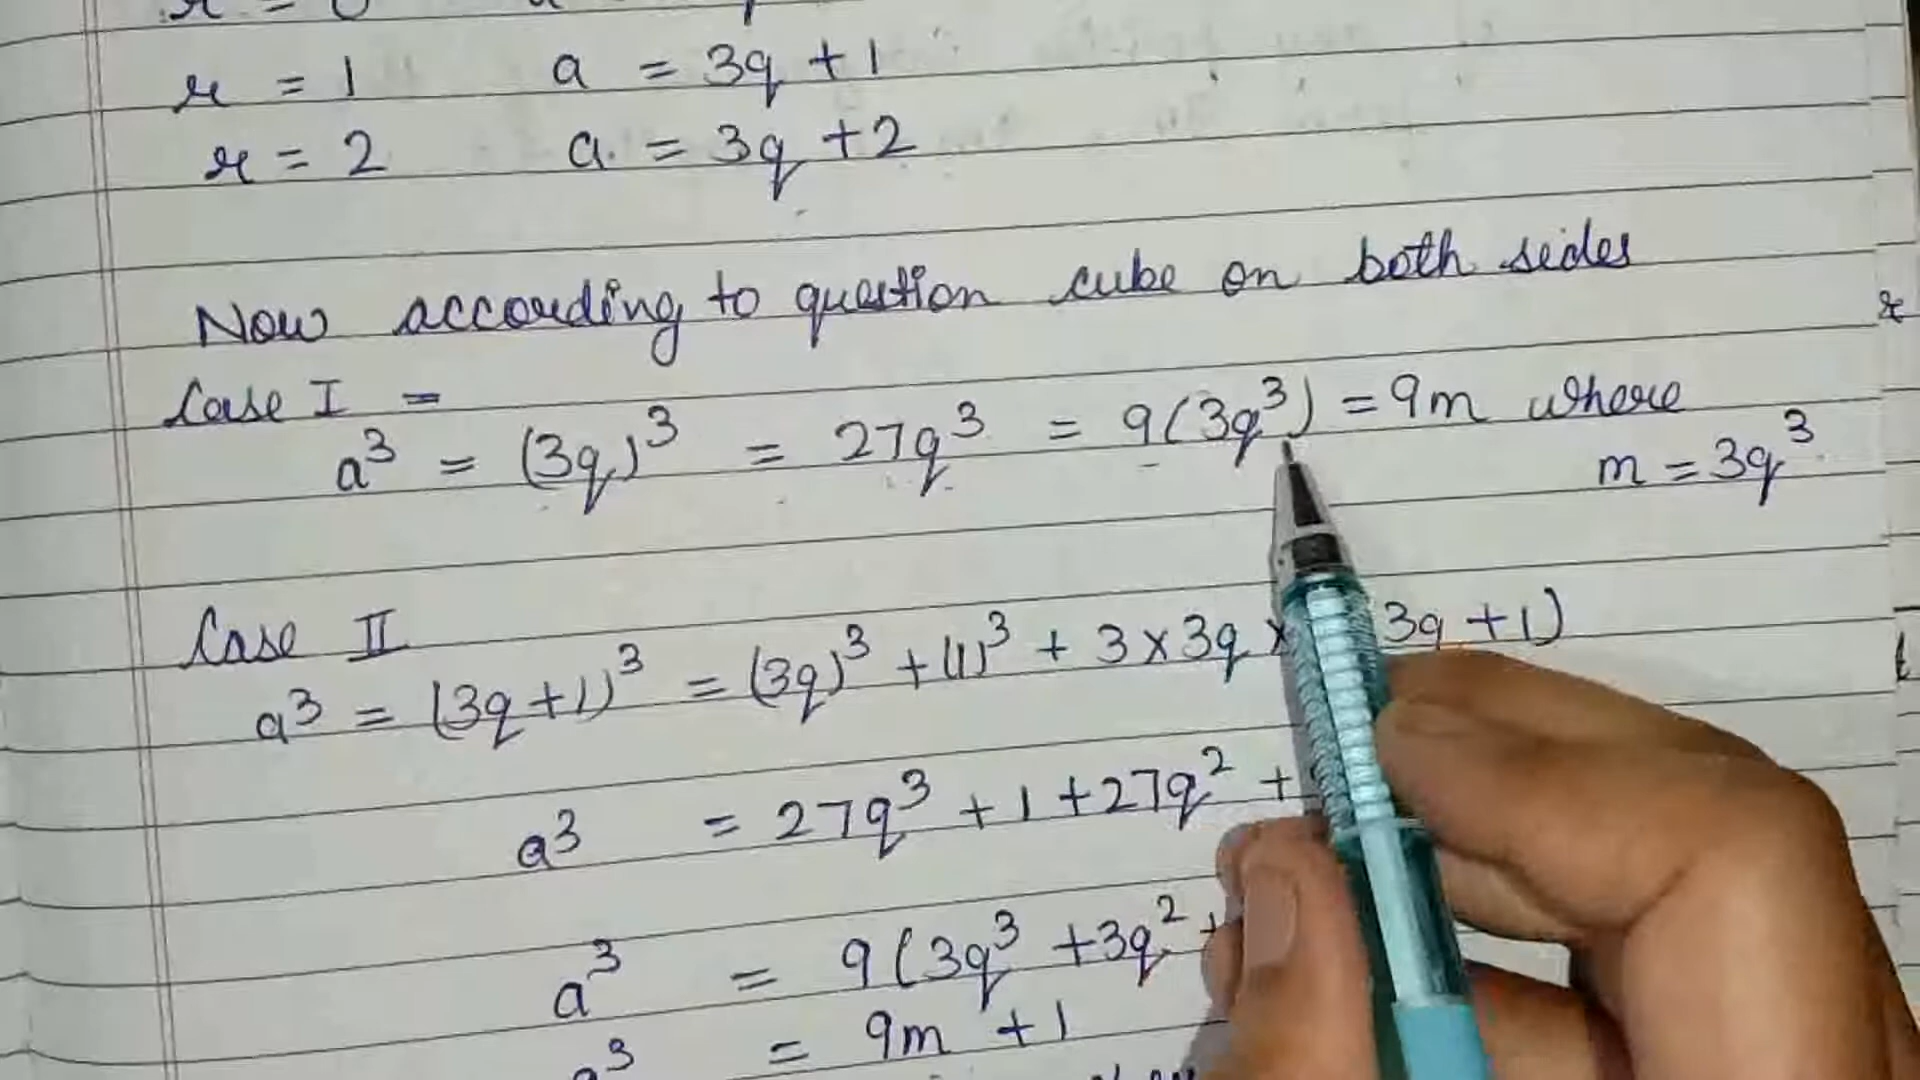 r = 1 a = 3q + 1
r = 2 a = 3q + 2
Now according to question cube on both sides
Case I =
a³ = (3q)³ = 27q³ = 9(3q³) = 9m where
m = 3q³
Case II
a³ = (3q+1)³ = (3q)³ + (1)³ + 3 × 3q × 3q + 1)
a³ = 27q³ + 1 + 27q² +
a³ = 9(3q³ + 3q² +
a³ = 9m + 1